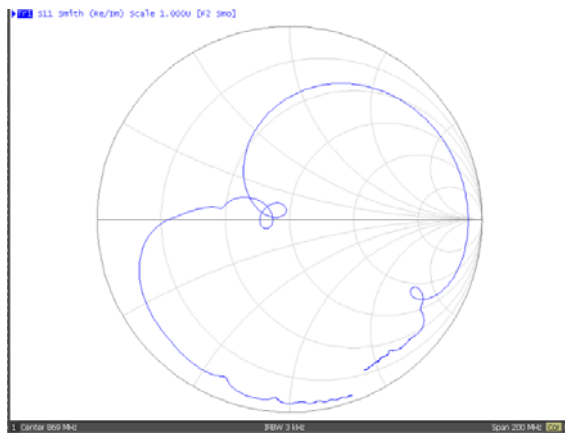 Tr1 S11 Smith (Re/Im) Scale 1.000U [F2 Smo]
1 Center 869 MHz IFBW 3 kHz Span 200 MHz Cor